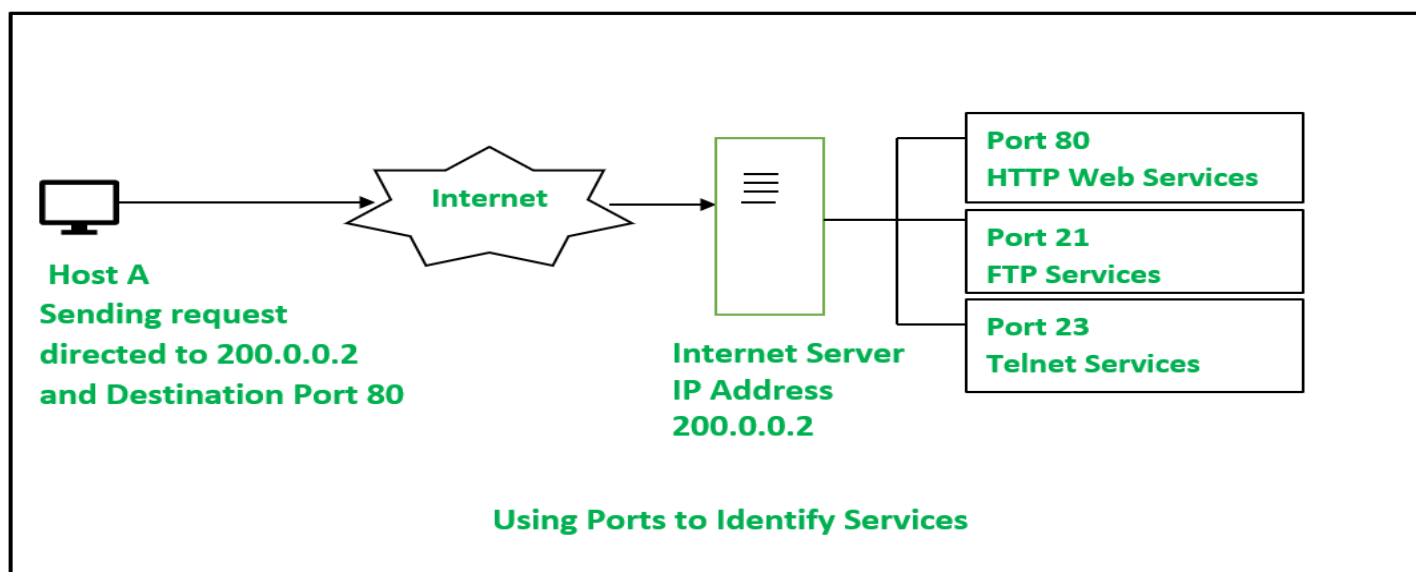 Host A
Sending request
directed to 200.0.0.2
and Destination Port 80
Internet
Internet Server
IP Address
200.0.0.2
Port 80
HTTP Web Services
Port 21
FTP Services
Port 23
Telnet Services
Using Ports to Identify Services